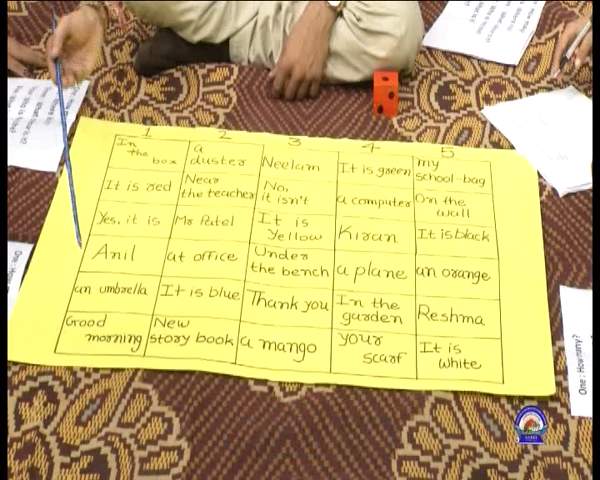 1 2 3 4 5
In the box
a duster
Neelam
It is green
my school-bag
It is red
Near the teacher
No, it isn't
a computer
On the wall
Yes, it is
Mr Patel
It is Yellow
Kiran
It is black
Anil
at office
Under the bench
a plane
an orange
an umbrella
It is blue
Thank you
In the garden
Reshma
Good morning
New story book
a mango
your scarf
It is white
One : Howmany?